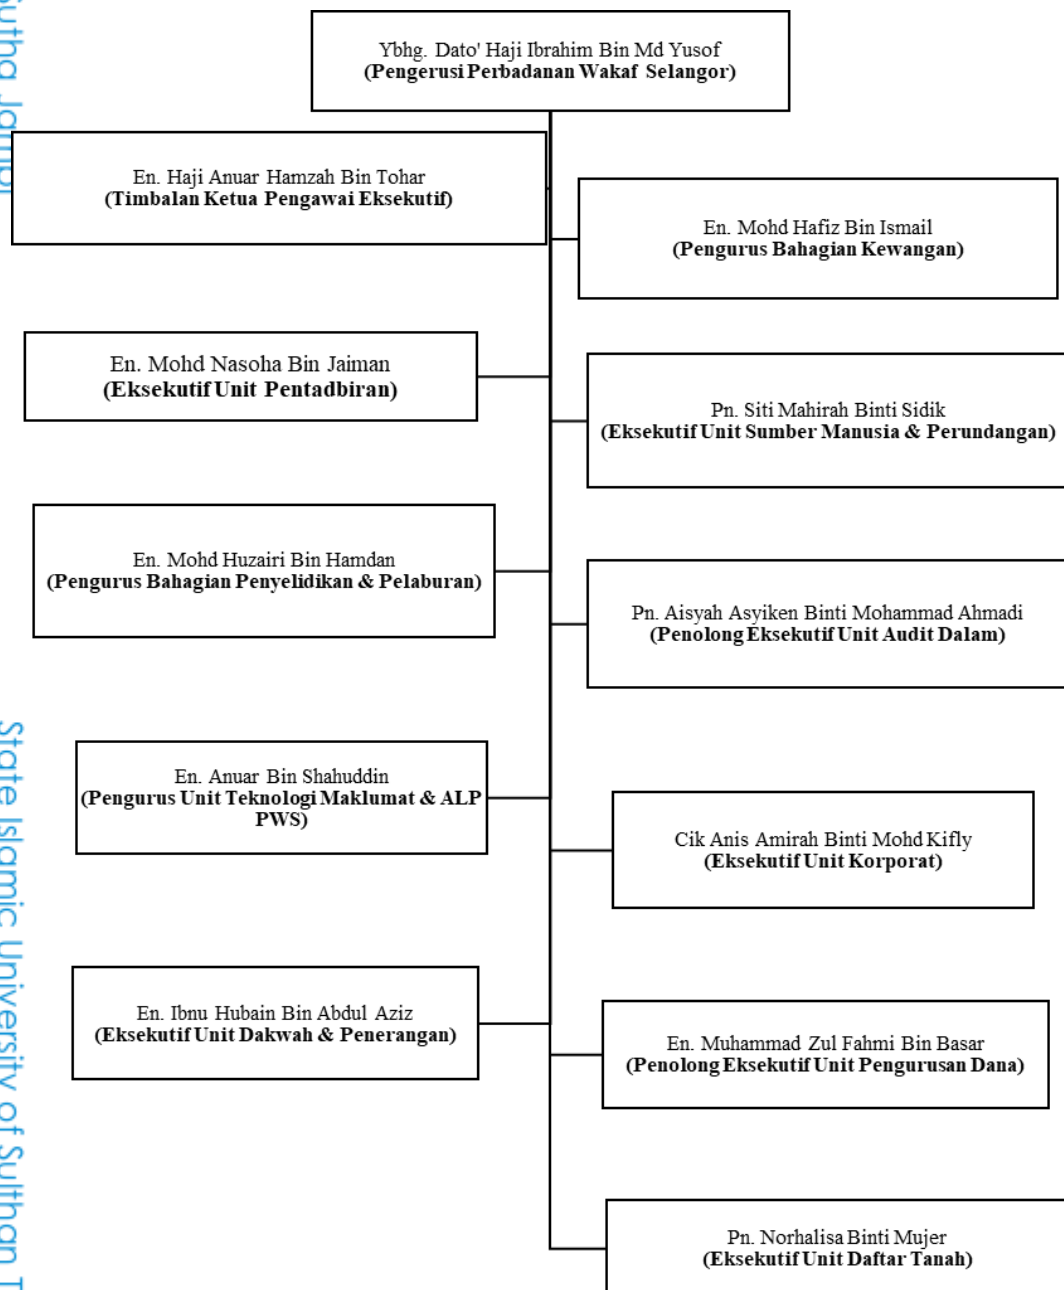 Ybhg. Dato' Haji Ibrahim Bin Md Yusof
(Pengerusi Perbadanan Wakaf Selangor)
En. Haji Anuar Hamzah Bin Tohar
(Timbalan Ketua Pengawai Eksekutif)
En. Mohd Hafiz Bin Ismail
(Pengurus Bahagian Kewangan)
En. Mohd Nasoha Bin Jaiman
(Eksekutif Unit Pentadbiran)
Pn. Siti Mahirah Binti Sidik
(Eksekutif Unit Sumber Manusia & Perundangan)
En. Mohd Huzairi Bin Hamdan
(Pengurus Bahagian Penyelidikan & Pelaburan)
Pn. Aisyah Asyiken Binti Mohammad Ahmadi
(Penolong Eksekutif Unit Audit Dalam)
En. Anuar Bin Shahuddin
(Pengurus Unit Teknologi Maklumat & ALP
PWS)
Cik Anis Amirah Binti Mohd Kifly
(Eksekutif Unit Korporat)
En. Ibnu Hubain Bin Abdul Aziz
(Eksekutif Unit Dakwah & Penerangan)
En. Muhammad Zul Fahmi Bin Basar
(Penolong Eksekutif Unit Pengurusan Dana)
Pn. Norhalisa Binti Mujer
(Eksekutif Unit Daftar Tanah)
Sutha Jambi
State Islamic University of Sulthan T